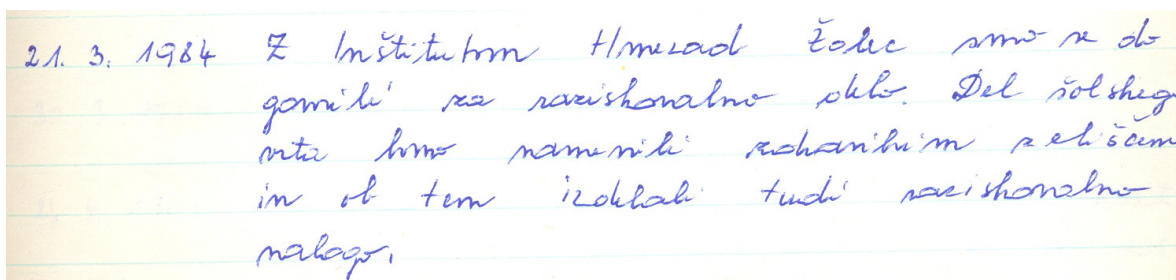 21. 3. 1984 Z Inštitutom Hmezad Žalec smo se do
govorili za raziskovalno delo. Del šolskega
vrta bomo namenili zdravilnim zeliščem
in ob tem izdelali tudi raziskovalno
nalogo.